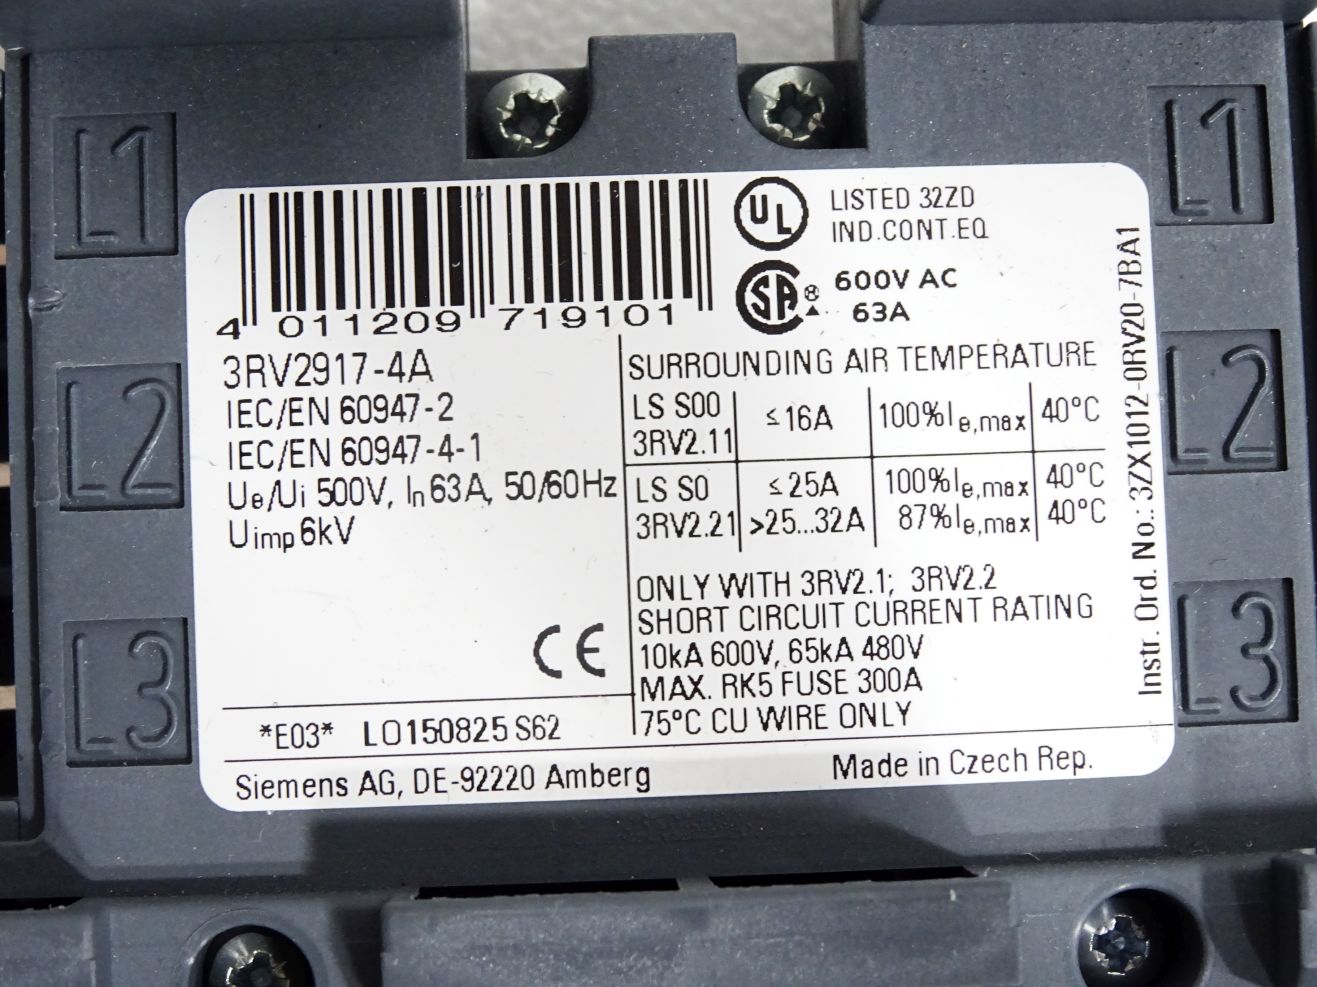 L1
L2
L3
4 011209 719101
UL
LISTED 32ZD
IND.CONT.EQ
SA
600V AC
63A
3RV2917-4A
IEC/EN 60947-2
IEC/EN 60947-4-1
Ue/Ui 500V, In 63A, 50/60Hz
Uimp 6kV
CE
SURROUNDING AIR TEMPERATURE
LS S00 ≤16A 100%Ie,max 40°C
3RV2.11
LS S0 ≤25A 100%Ie,max 40°C
3RV2.21 >25...32A 87%Ie,max 40°C
ONLY WITH 3RV2.1; 3RV2.2
SHORT CIRCUIT CURRENT RATING
10kA 600V, 65kA 480V
MAX. RK5 FUSE 300A
75°C CU WIRE ONLY
*E03* LO150825 S62
Siemens AG, DE-92220 Amberg
Made in Czech Rep.
Instr. Ord. No.: 3ZX1012-0RV20-7BA1
L1
L2
L3